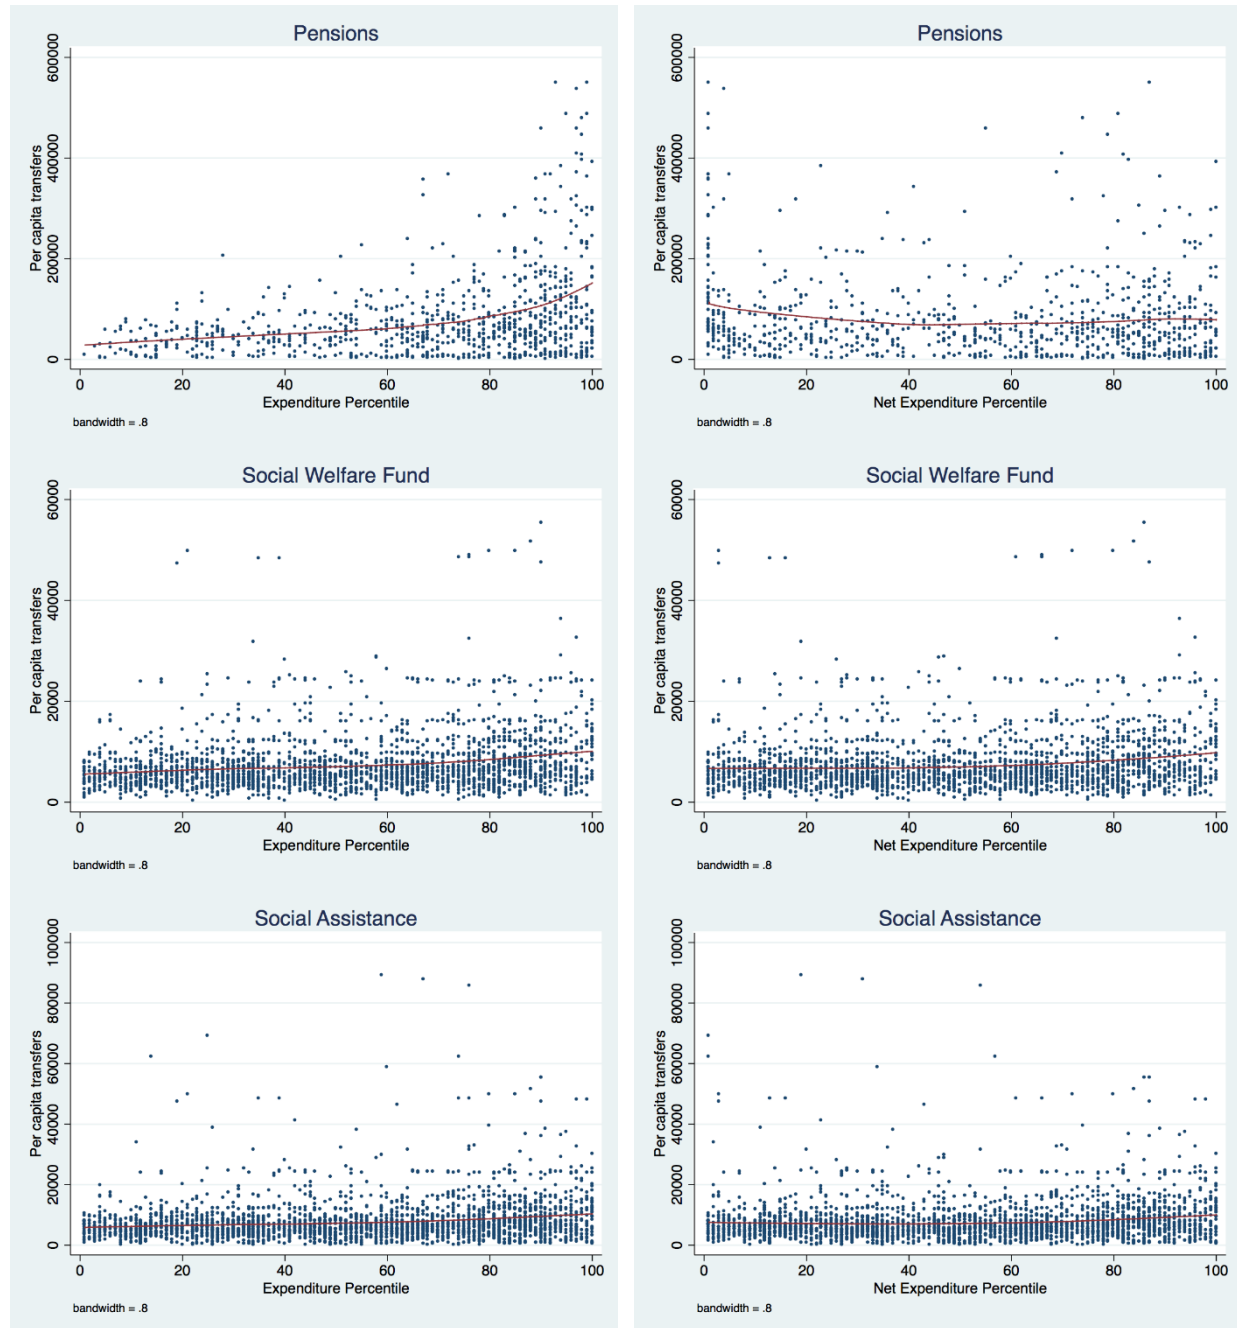 Pensions
Per capita transfers
600000
400000
200000
0
0 20 40 60 80 100
Expenditure Percentile
bandwidth = .8
Pensions
Per capita transfers
600000
400000
200000
0
0 20 40 60 80 100
Net Expenditure Percentile
bandwidth = .8
Social Welfare Fund
Per capita transfers
60000
40000
20000
0
0 20 40 60 80 100
Expenditure Percentile
bandwidth = .8
Social Welfare Fund
Per capita transfers
60000
40000
20000
0
0 20 40 60 80 100
Net Expenditure Percentile
bandwidth = .8
Social Assistance
Per capita transfers
100000
80000
60000
40000
20000
0
0 20 40 60 80 100
Expenditure Percentile
bandwidth = .8
Social Assistance
Per capita transfers
100000
80000
60000
40000
20000
0
0 20 40 60 80 100
Net Expenditure Percentile
bandwidth = .8